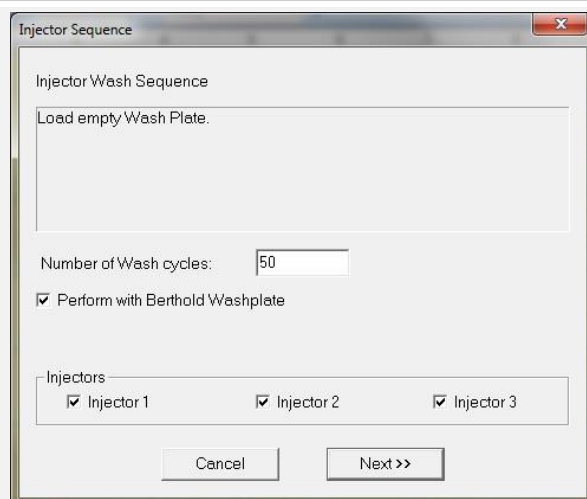 Injector Sequence
Injector Wash Sequence
Load empty Wash Plate.
Number of Wash cycles: 50
Perform with Berthold Washplate
Injectors
Injector 1 Injector 2 Injector 3
Cancel Next >>